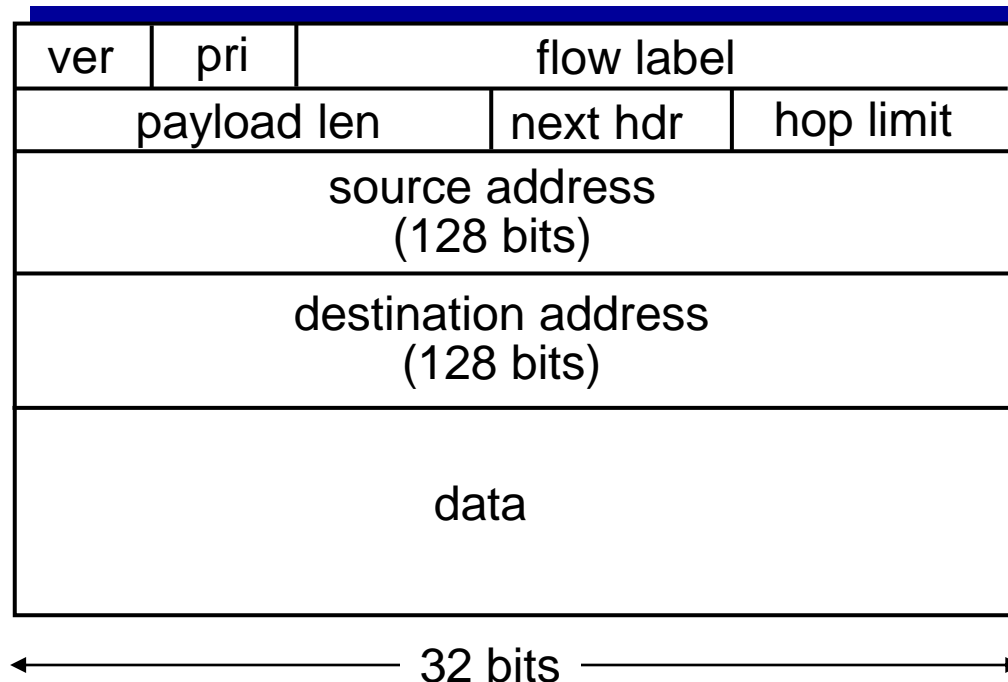 ver pri flow label
payload len next hdr hop limit
source address
(128 bits)
destination address
(128 bits)
data
32 bits